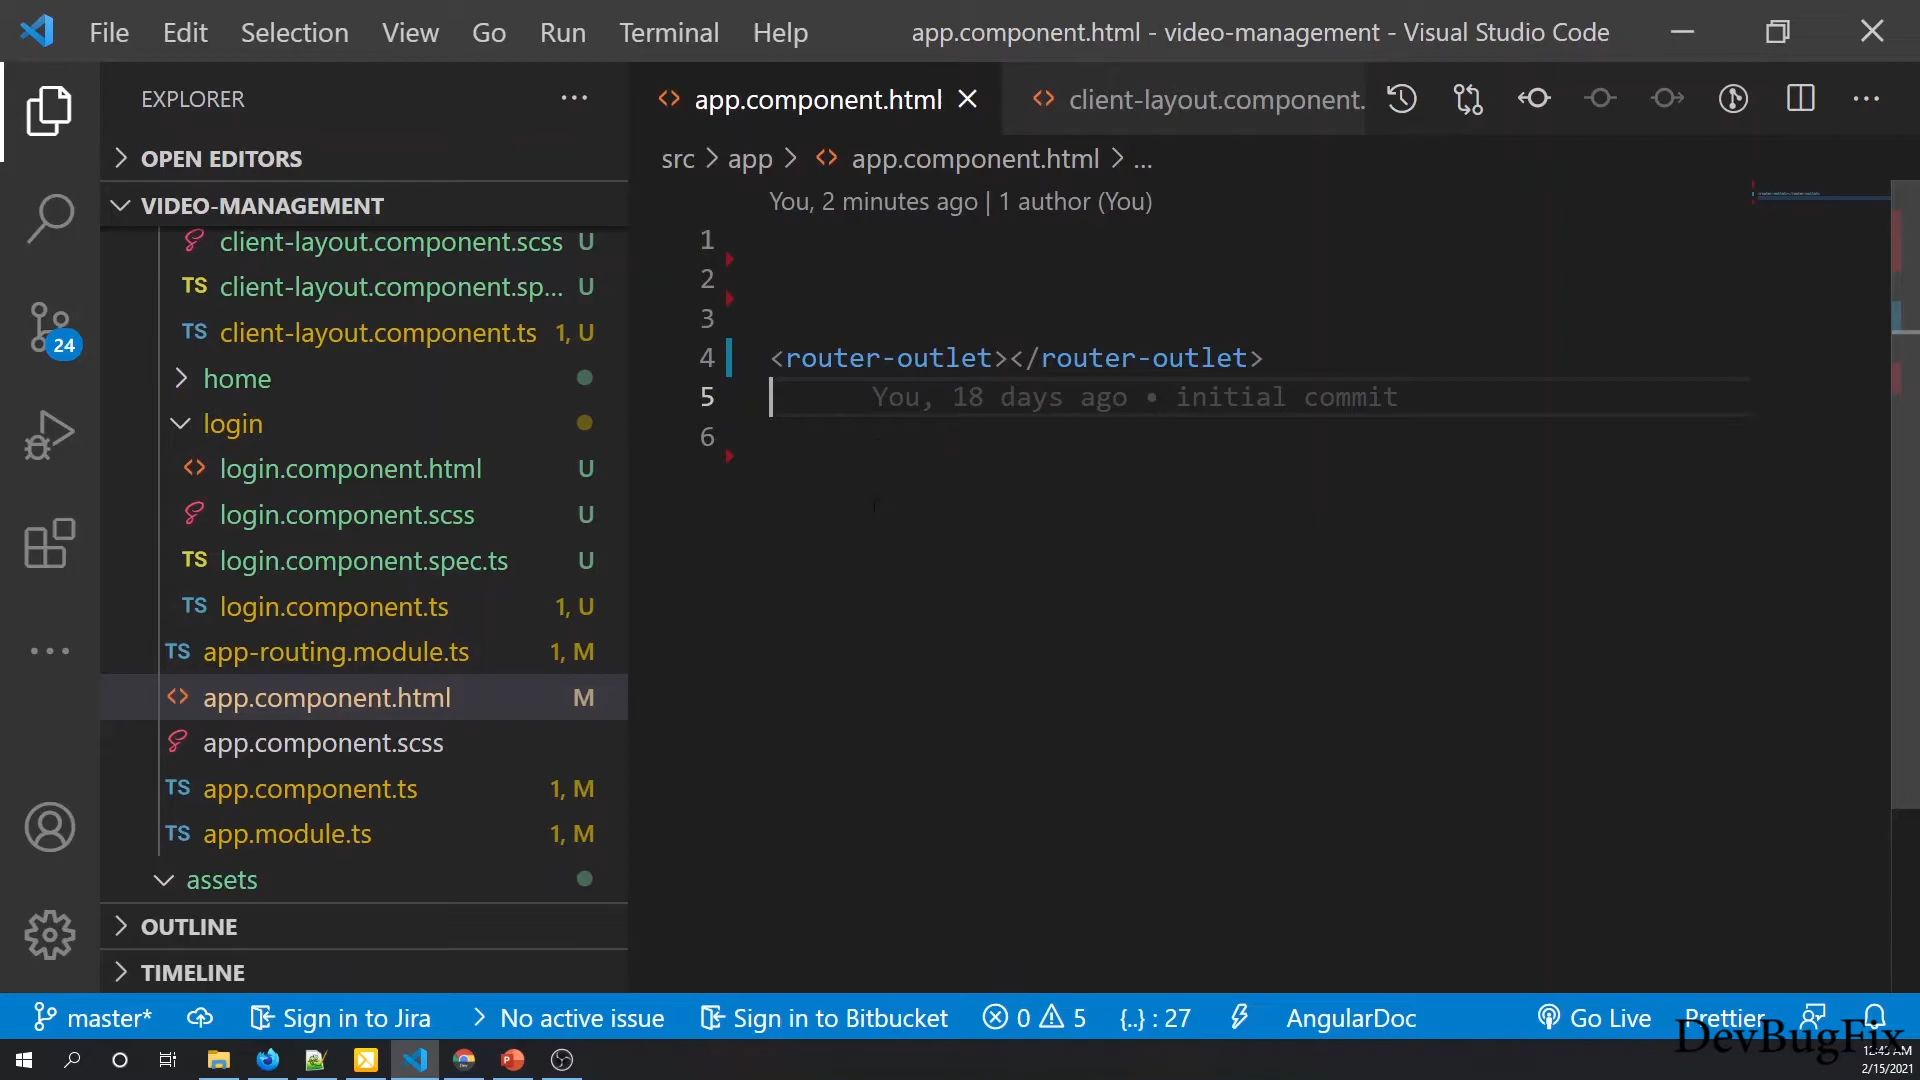 File Edit Selection View Go Run Terminal Help
app.component.html - video-management - Visual Studio Code
EXPLORER
OPEN EDITORS
VIDEO-MANAGEMENT
client-layout.component.scss U
client-layout.component.sp... U
TS client-layout.component.ts 1, U
home
login
login.component.html U
login.component.scss U
TS login.component.spec.ts U
TS login.component.ts 1, U
TS app-routing.module.ts 1, M
app.component.html M
app.component.scss
TS app.component.ts 1, M
TS app.module.ts 1, M
assets
OUTLINE
TIMELINE
24
app.component.html
client-layout.component.
src > app > app.component.html > ...
You, 2 minutes ago | 1 author (You)
1
2
3
4 <router-outlet></router-outlet>
5 You, 18 days ago • initial commit
6
master* Sign in to Jira No active issue Sign in to Bitbucket 0 5 {..} : 27 AngularDoc Go Live Prettier
DevBugFix
12:43 AM
2/15/2021